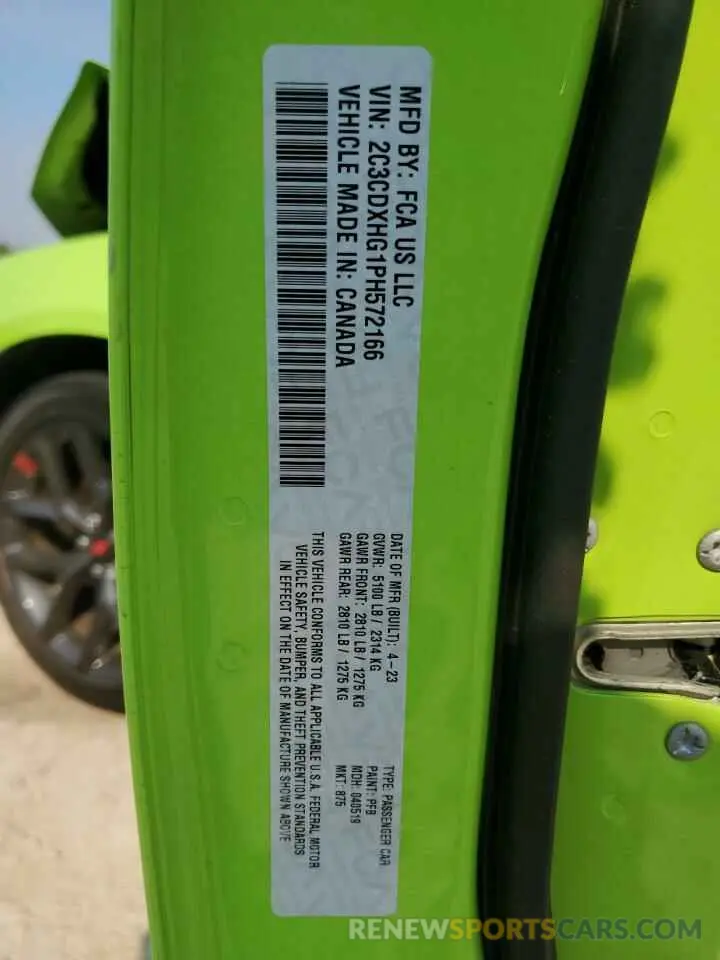 MFD BY: FCA US LLC
VIN: 2C3CDXHG1PH572166
VEHICLE MADE IN: CANADA
DATE OF MFR (BUILT): 4-23
GVWR: 5100 LB / 2314 KG
GAWR FRONT: 2810 LB / 1275 KG
GAWR REAR: 2810 LB / 1275 KG
TYPE: PASSENGER CAR
PAINT: PFB
MDH: 040519
MKT: 875
THIS VEHICLE CONFORMS TO ALL APPLICABLE U.S.A. FEDERAL MOTOR
VEHICLE SAFETY, BUMPER, AND THEFT PREVENTION STANDARDS
IN EFFECT ON THE DATE OF MANUFACTURE SHOWN ABOVE
RENEWSPORTSCARS.COM